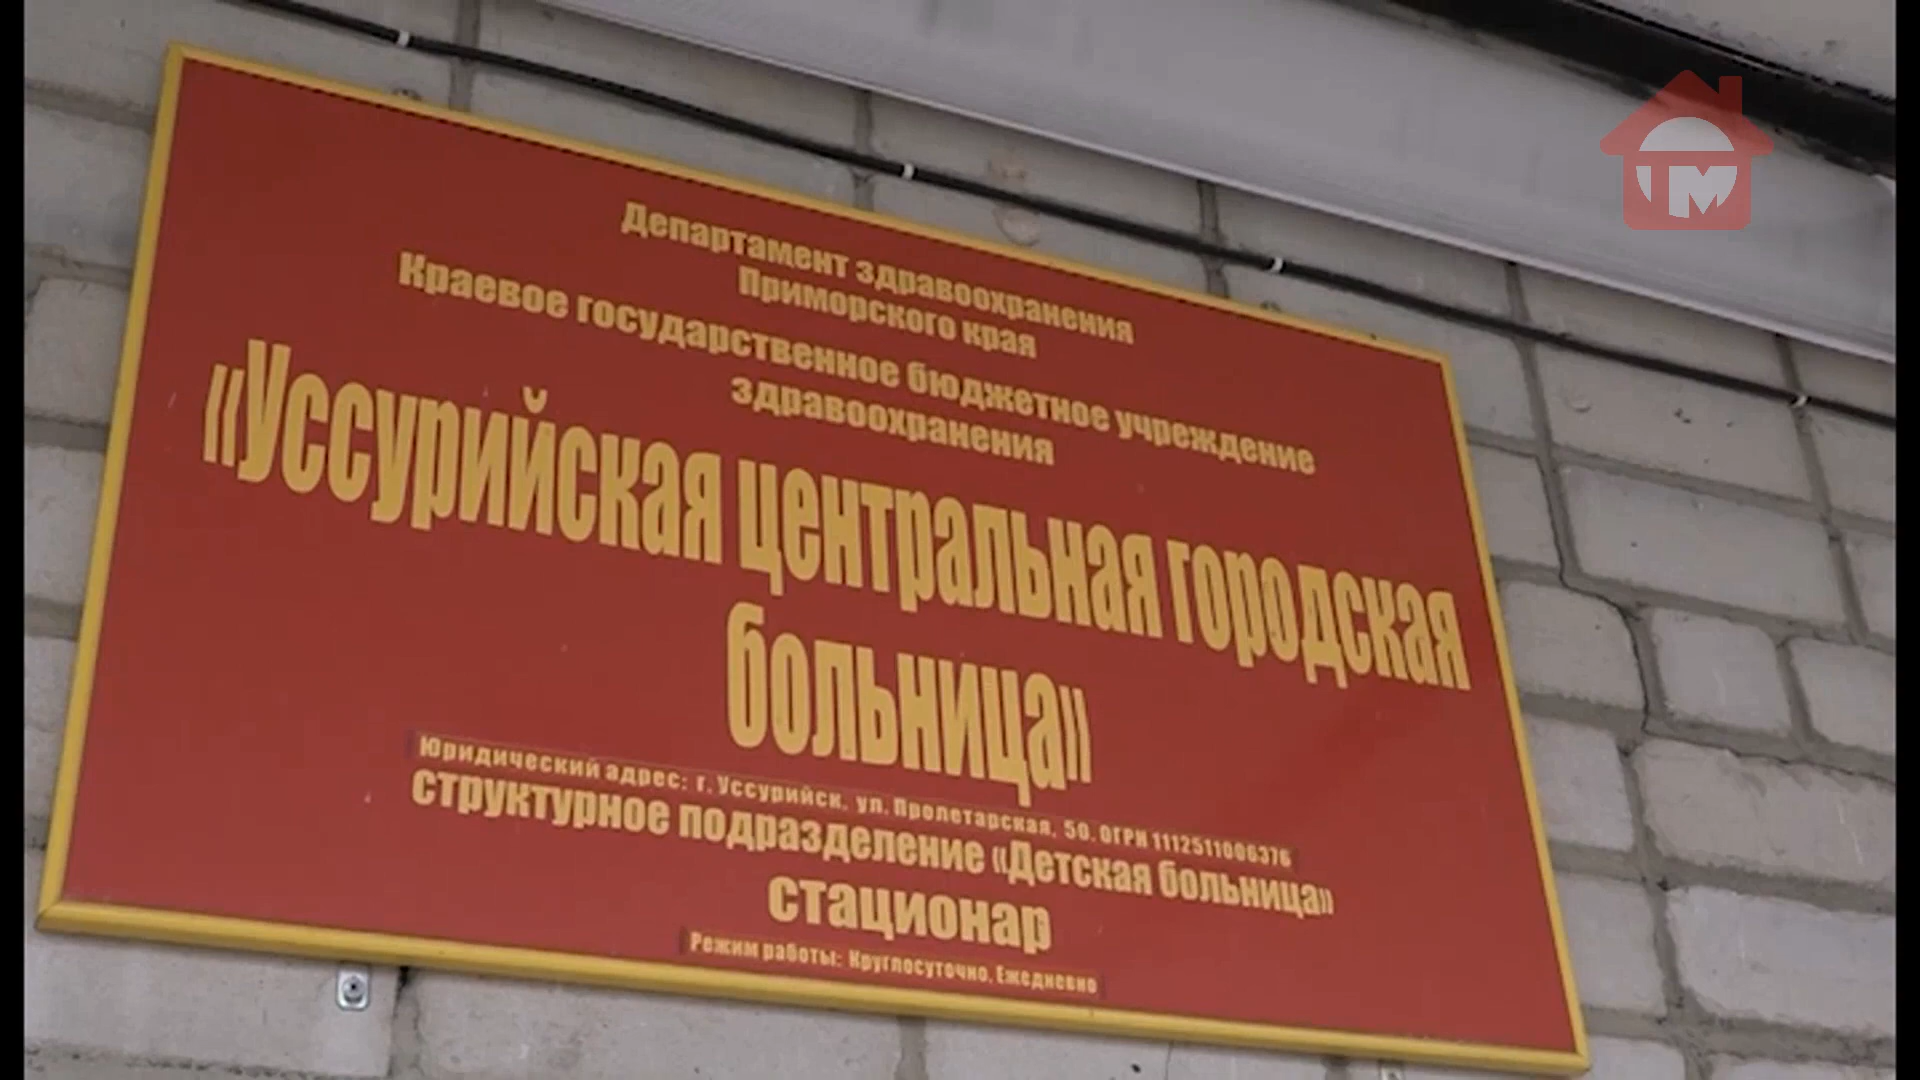 Департамент здравоохранения
Приморского края
Краевое государственное бюджетное учреждение
здравоохранения
«Уссурийская центральная городская
больница»
Юридический адрес: г. Уссурийск, ул. Пролетарская, 50. ОГРН 1112511006376
структурное подразделение «Детская больница»
стационар
Режим работы: Круглосуточно, Ежедневно
ТМ